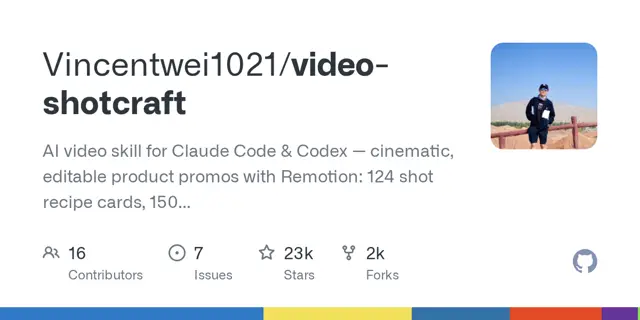 Vincentwei1021/video-
shotcraft
AI video skill for Claude Code & Codex — cinematic,
editable product promos with Remotion: 124 shot
recipe cards, 150...
16
Contributors
7
Issues
23k
Stars
2k
Forks